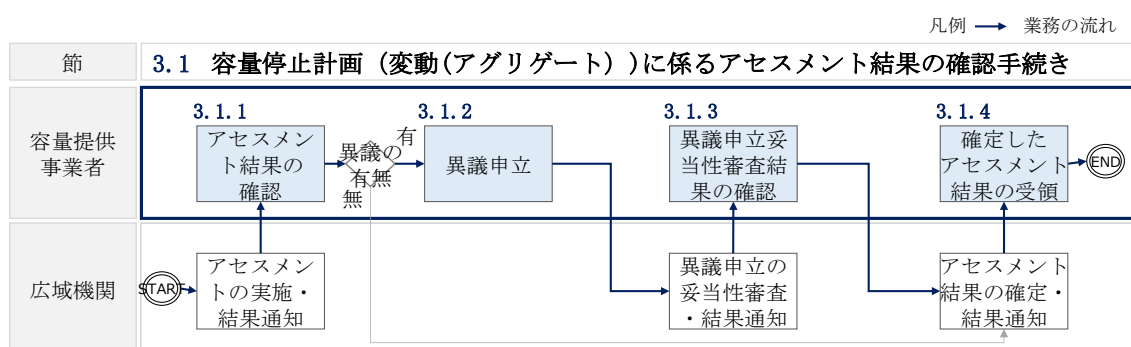 凡例 業務の流れ
節
3.1 容量停止計画（変動(アグリゲート））に係るアセスメント結果の確認手続き
容量提供
事業者
3.1.1
アセスメン
ト結果の
確認
異議の
有無
有
無
3.1.2
異議申立
3.1.3
異議申立妥
当性審査結
果の確認
3.1.4
確定した
アセスメント
結果の受領
END
広域機関
START
アセスメン
トの実施・
結果通知
異議申立の
妥当性審査
・結果通知
アセスメント
結果の確定・
結果通知